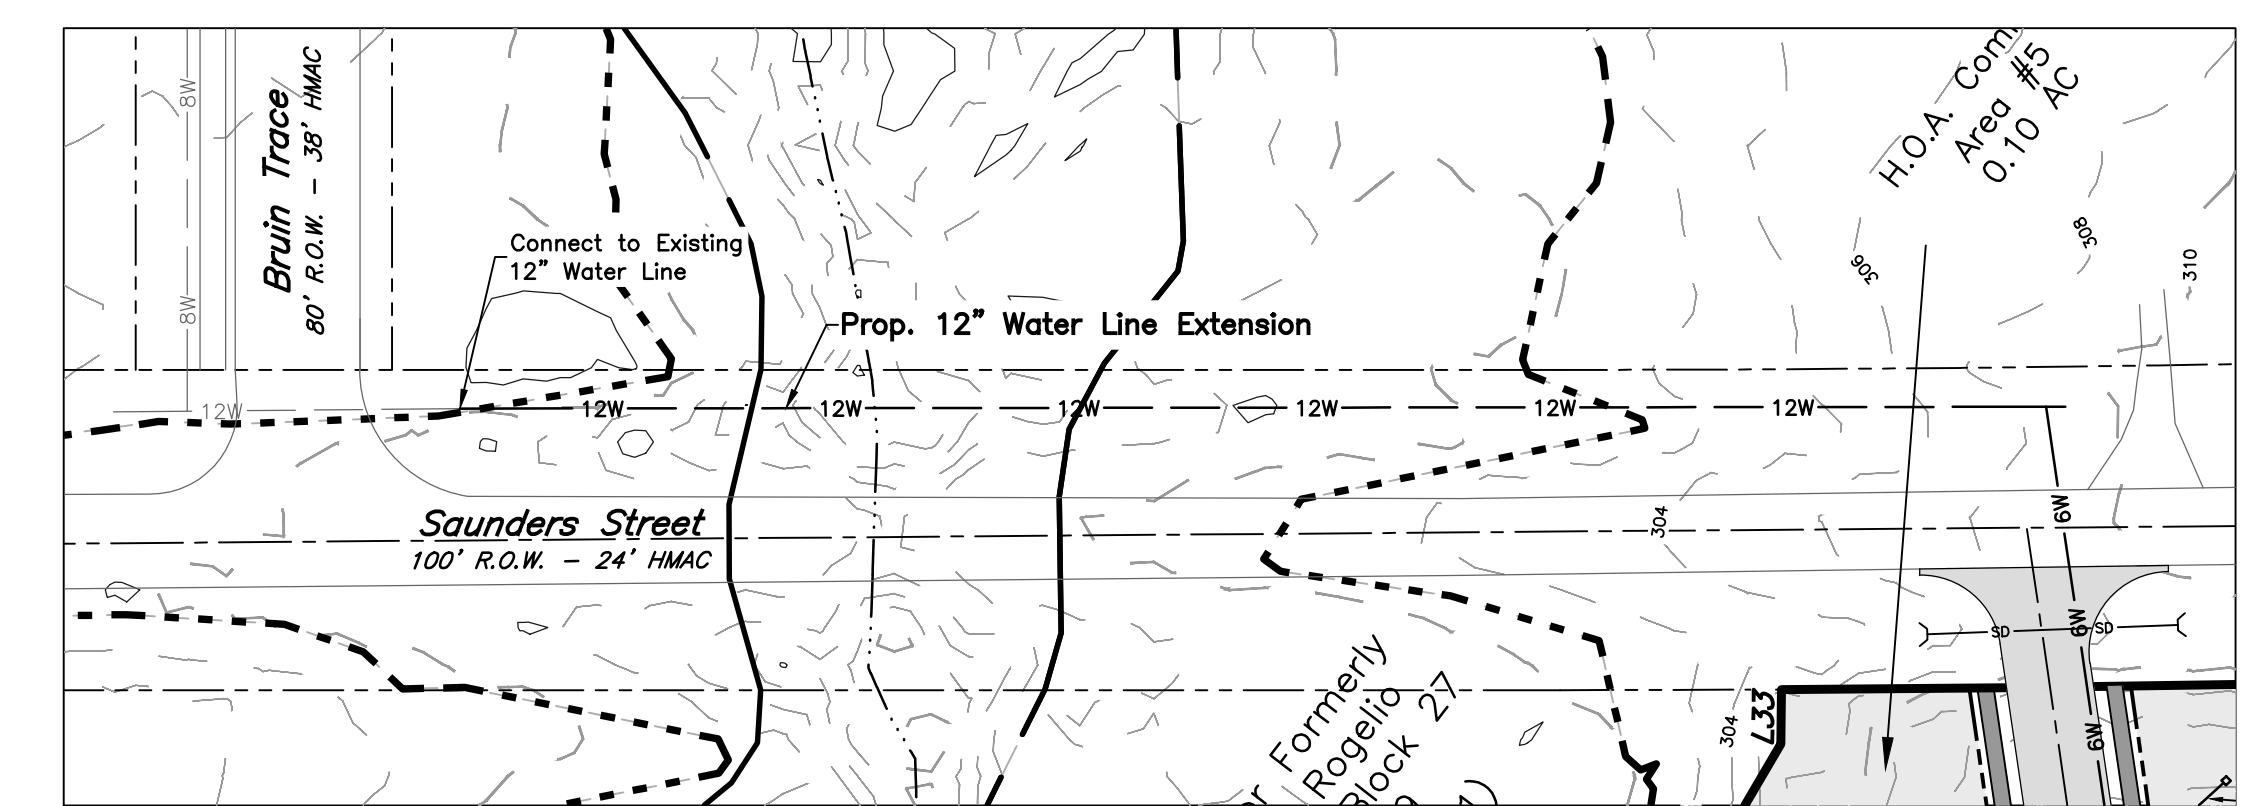 8W
8W
Bruin Trace
80' R.O.W. - 38' HMAC
Connect to Existing
12" Water Line
Prop. 12" Water Line Extension
H.O.A.
Area #5
0.10 AC
306
308
310
12W
12W
12W
12W
12W
12W
12W
Saunders Street
100' R.O.W. - 24' HMAC
304
6W
6W
SD
SD
6W
304
L33
Formerly
Rogelio
Block 27